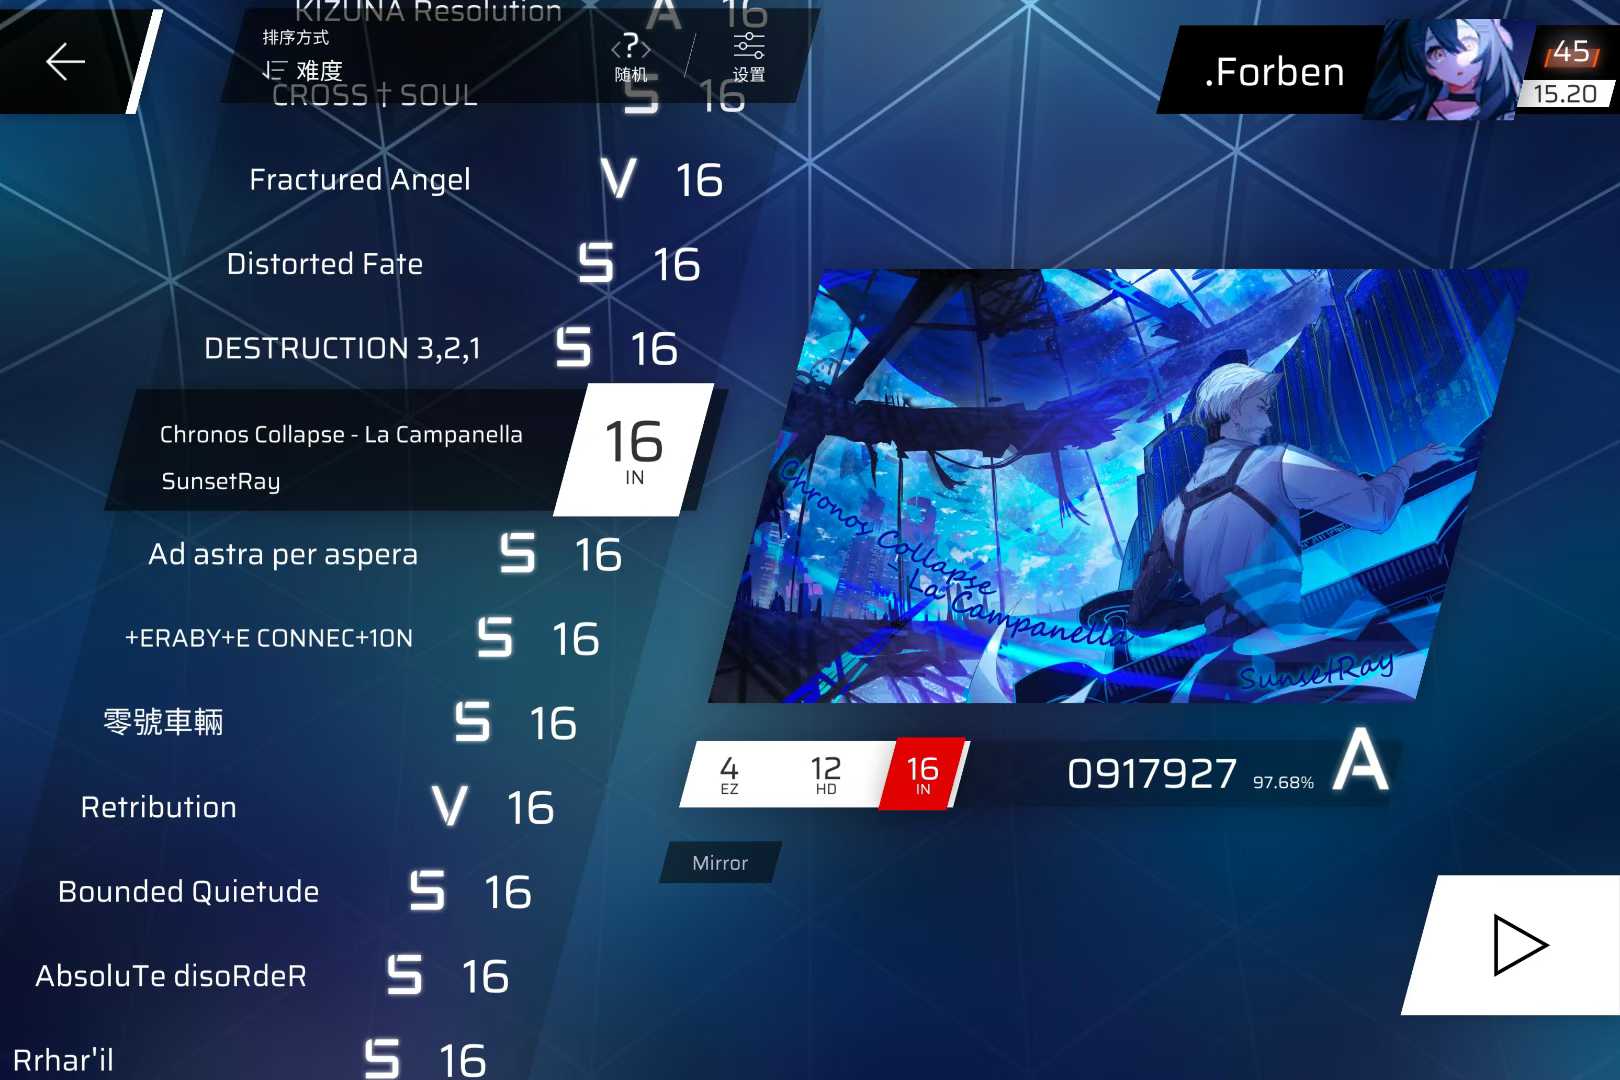 KIZUNA Resolution A 16
排序方式
难度
随机
设置
CROSS † SOUL S 16
.Forben
45
15.20
Fractured Angel V 16
Distorted Fate S 16
DESTRUCTION 3,2,1 S 16
Chronos Collapse - La Campanella
SunsetRay
16
IN
Ad astra per aspera S 16
+ERABY+E CONNEC+10N S 16
零號車輛 S 16
Retribution V 16
Bounded Quietude S 16
AbsoluTe disoRdeR S 16
Rrhar'il S 16
Chronos Collapse
- La Campanella
SunsetRay
4
EZ
12
HD
16
IN
0917927 97.68% A
Mirror